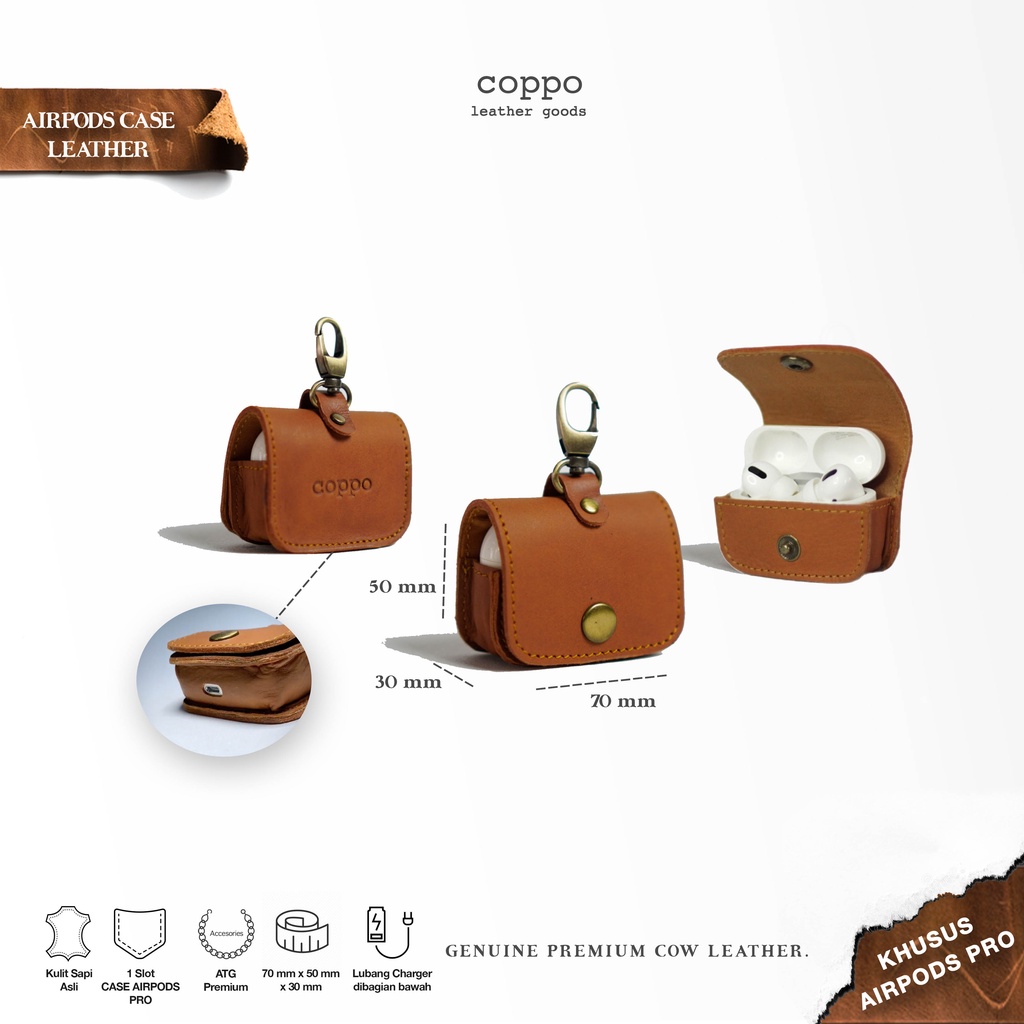 coppo
leather goods
AIRPODS CASE
LEATHER
coppo
50 mm
30 mm
70 mm
Kulit Sapi
Asli
1 Slot
CASE AIRPODS
PRO
Accesories
ATG
Premium
70 mm x 50 mm
x 30 mm
Lubang Charger
dibagian bawah
GENUINE PREMIUM COW LEATHER.
KHUSUS
AIRPODS PRO